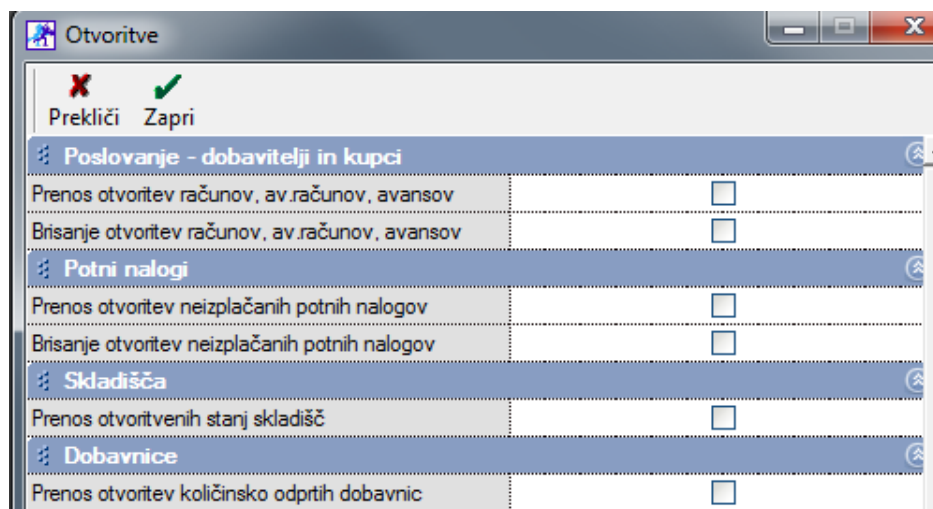 Otvoritve
Prekliči Zapri
Poslovanje - dobavitelji in kupci
Prenos otvoritev računov, av.računov, avansov
Brisanje otvoritev računov, av.računov, avansov
Potni nalogi
Prenos otvoritev neizplačanih potnih nalogov
Brisanje otvoritev neizplačanih potnih nalogov
Skladišča
Prenos otvoritvenih stanj skladišč
Dobavnice
Prenos otvoritev količinsko odprtih dobavnic